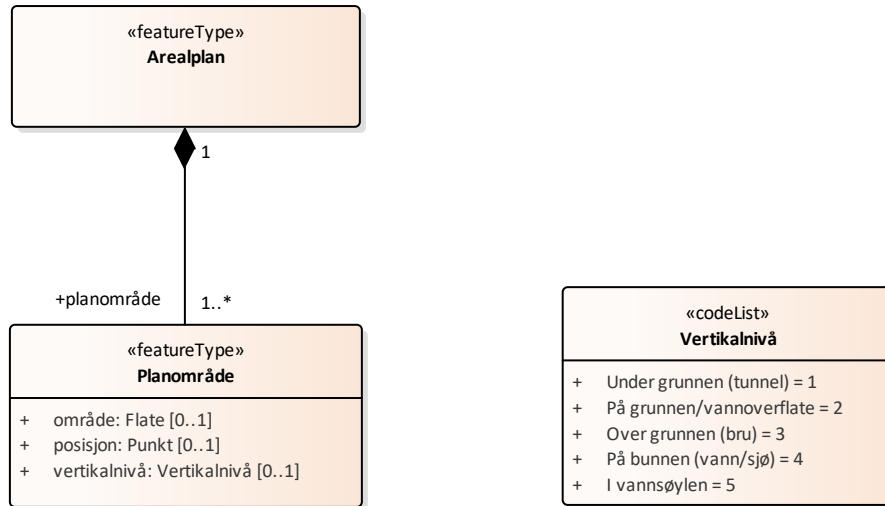 «featureType»
Arealplan
1
+planområde
1..*
«featureType»
Planområde
+ område: Flate [0..1]
+ posisjon: Punkt [0..1]
+ vertikalnivå: Vertikalnivå [0..1]
«codeList»
Vertikalnivå
+ Under grunnen (tunnel) = 1
+ På grunnen/vannoverflate = 2
+ Over grunnen (bru) = 3
+ På bunnen (vann/sjø) = 4
+ I vannsøylen = 5